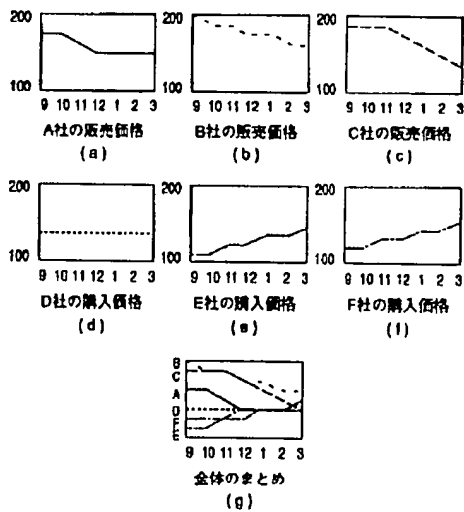 200 200 200
100 100 100
9 10 11 12 1 2 3 9 10 11 12 1 2 3 9 10 11 12 1 2 3
A社の販売価格 B社の販売価格 C社の販売価格
(a) (b) (c)
200 200 200
100 100 100
9 10 11 12 1 2 3 9 10 11 12 1 2 3 9 10 11 12 1 2 3
D社の購入価格 E社の購入価格 F社の購入価格
(d) (e) (f)
B
C
A
D
F
E
9 10 11 12 1 2 3
全体のまとめ
(g)